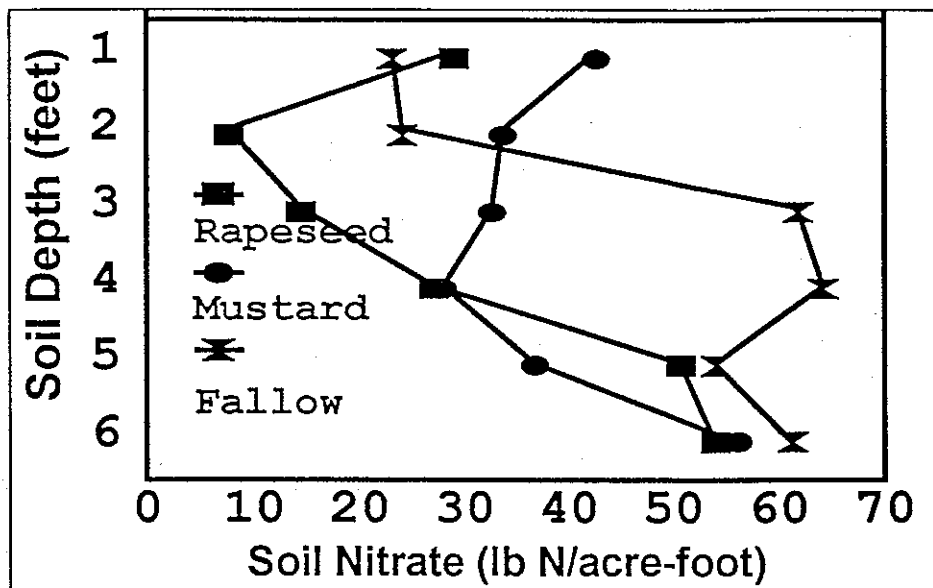 Soil Depth (feet)
1
2
3
4
5
6
Rapeseed
Mustard
Fallow
0 10 20 30 40 50 60 70
Soil Nitrate (lb N/acre-foot)